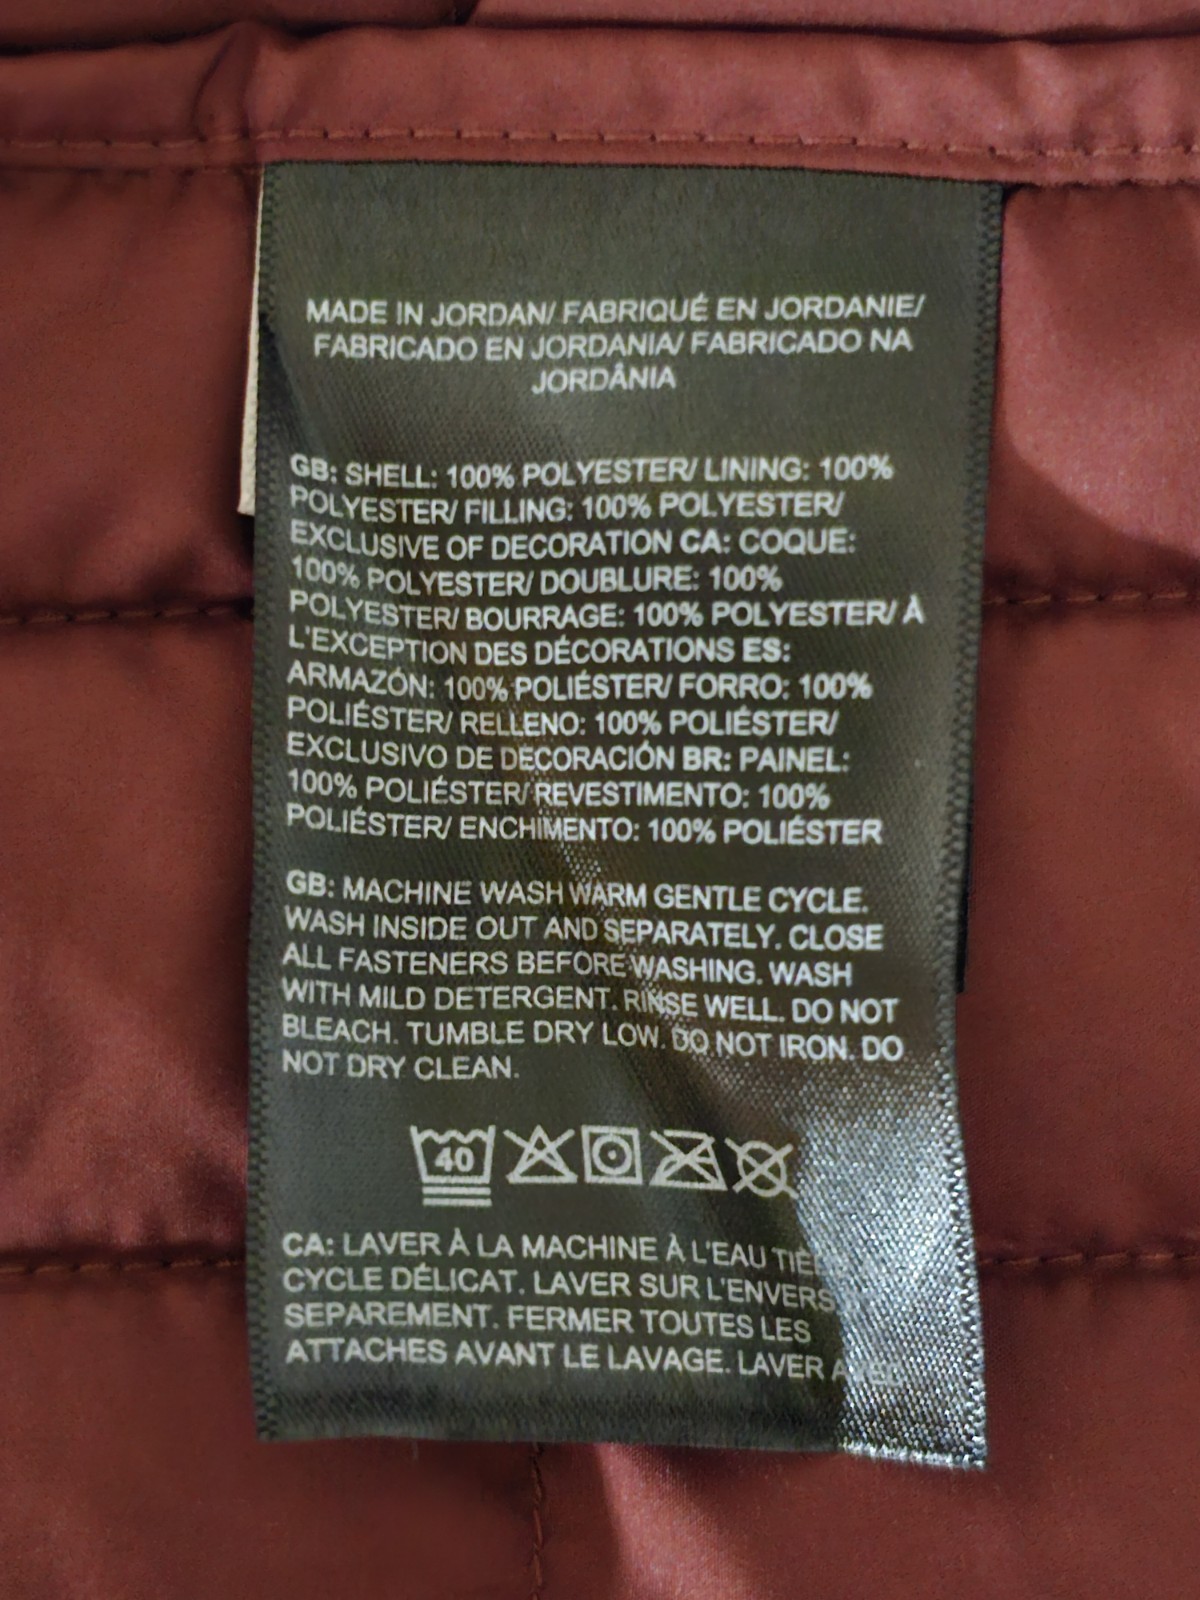 MADE IN JORDAN/ FABRIQUÉ EN JORDANIE/
FABRICADO EN JORDANIA/ FABRICADO NA
JORDÂNIA
GB: SHELL: 100% POLYESTER/ LINING: 100%
POLYESTER/ FILLING: 100% POLYESTER/
EXCLUSIVE OF DECORATION CA: COQUE:
100% POLYESTER/ DOUBLURE: 100%
POLYESTER/ BOURRAGE: 100% POLYESTER/ À
L'EXCEPTION DES DÉCORATIONS ES:
ARMAZÓN: 100% POLIÉSTER/ FORRO: 100%
POLIÉSTER/ RELLENO: 100% POLIÉSTER/
EXCLUSIVO DE DECORACIÓN BR: PAINEL:
100% POLIÉSTER/ REVESTIMENTO: 100%
POLIÉSTER/ ENCHIMENTO: 100% POLIÉSTER
GB: MACHINE WASH WARM GENTLE CYCLE.
WASH INSIDE OUT AND SEPARATELY. CLOSE
ALL FASTENERS BEFORE WASHING. WASH
WITH MILD DETERGENT. RINSE WELL. DO NOT
BLEACH. TUMBLE DRY LOW. DO NOT IRON. DO
NOT DRY CLEAN.
40
CA: LAVER À LA MACHINE À L'EAU
CYCLE DÉLICAT. LAVER SUR L'ENVERS
SEPAREMENT. FERMER TOUTES LES
ATTACHES AVANT LE LAVAGE. LAVER AVEC